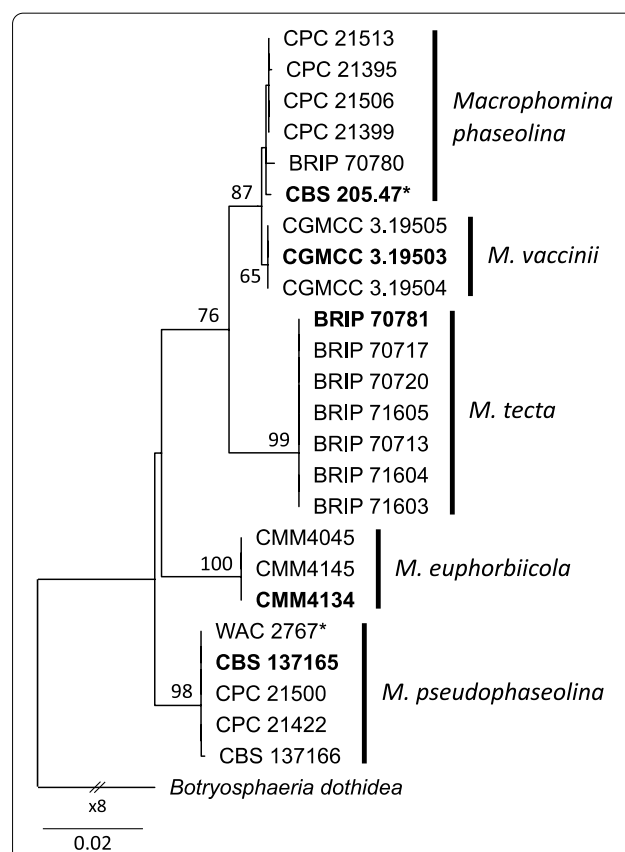 CPC 21513
CPC 21395
CPC 21506
CPC 21399
BRIP 70780
CBS 205.47*
Macrophomina
phaseolina
87
CGMCC 3.19505
CGMCC 3.19503
CGMCC 3.19504
M. vaccinii
65
76
BRIP 70781
BRIP 70717
BRIP 70720
BRIP 71605
BRIP 70713
BRIP 71604
BRIP 71603
M. tecta
99
CMM4045
CMM4145
CMM4134
M. euphorbiicola
100
WAC 2767*
CBS 137165
CPC 21500
CPC 21422
CBS 137166
M. pseudophaseolina
98
Botryosphaeria dothidea
x8
0.02